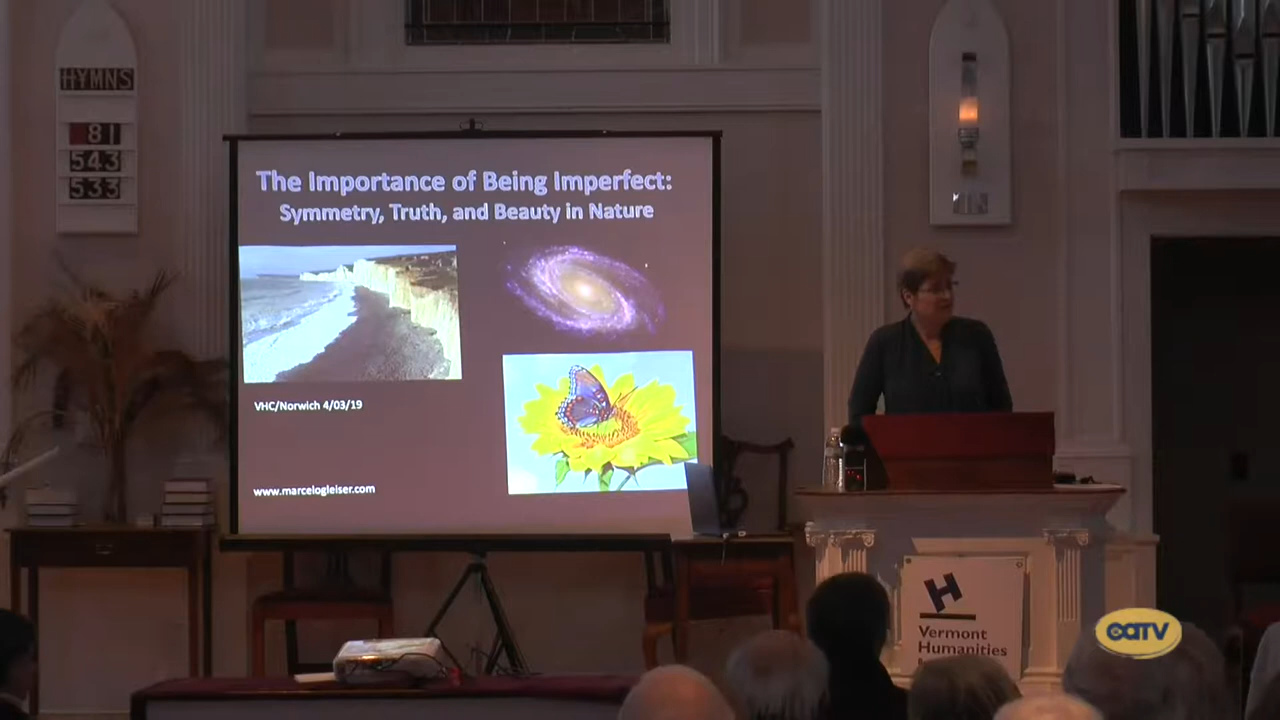 HYMNS
81
543
533
The Importance of Being Imperfect:
Symmetry, Truth, and Beauty in Nature
VHC/Norwich 4/03/19
www.marcelogleiser.com
H
Vermont
Humanities
catv